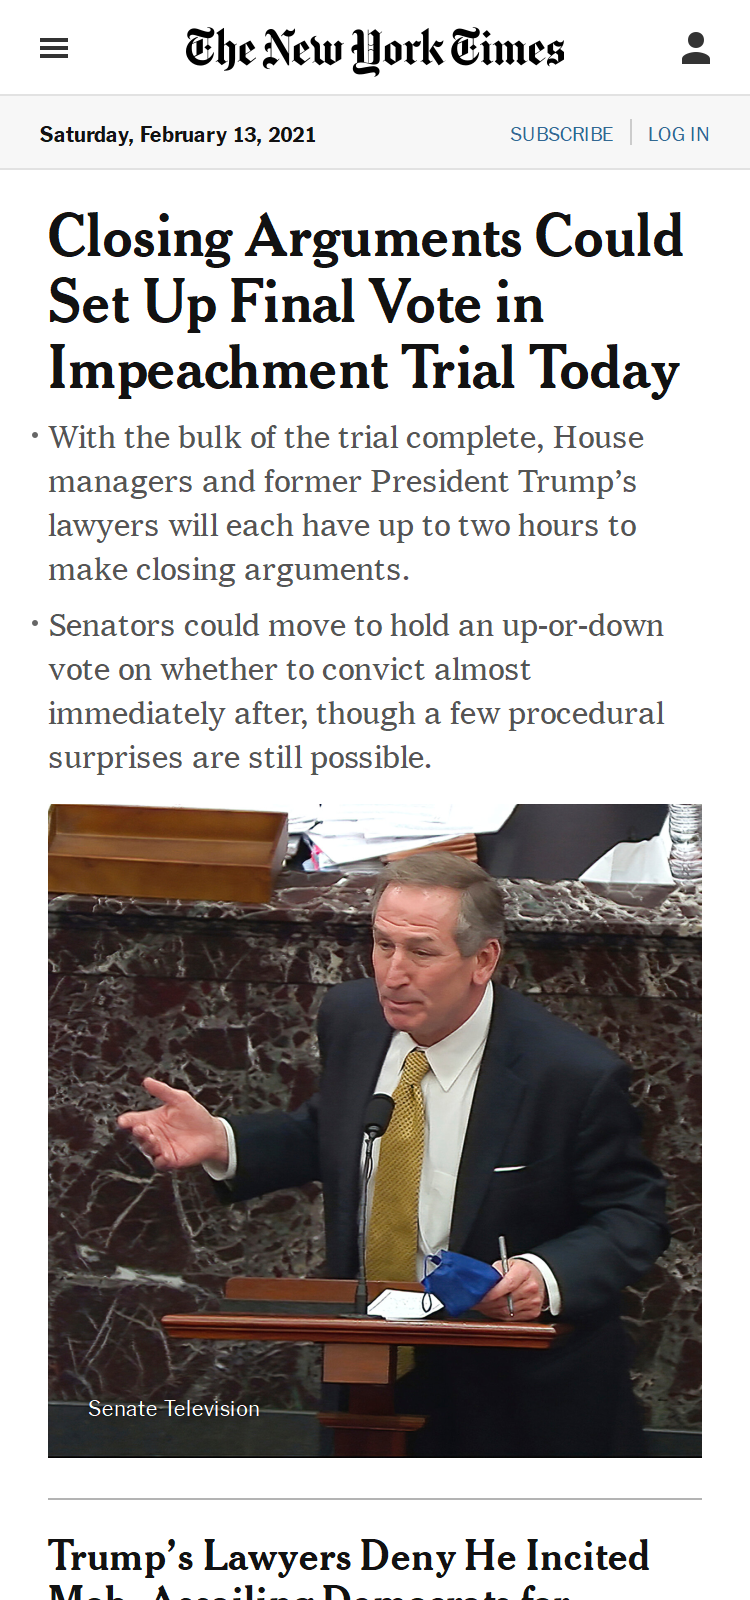 The New York Times
Saturday, February 13, 2021
SUBSCRIBE
LOG IN
Closing Arguments Could
Set Up Final Vote in
Impeachment Trial Today
• With the bulk of the trial complete, House
managers and former President Trump’s
lawyers will each have up to two hours to
make closing arguments.
• Senators could move to hold an up-or-down
vote on whether to convict almost
immediately after, though a few procedural
surprises are still possible.
Senate Television
Trump’s Lawyers Deny He Incited
Mob, Assailing Democrats for